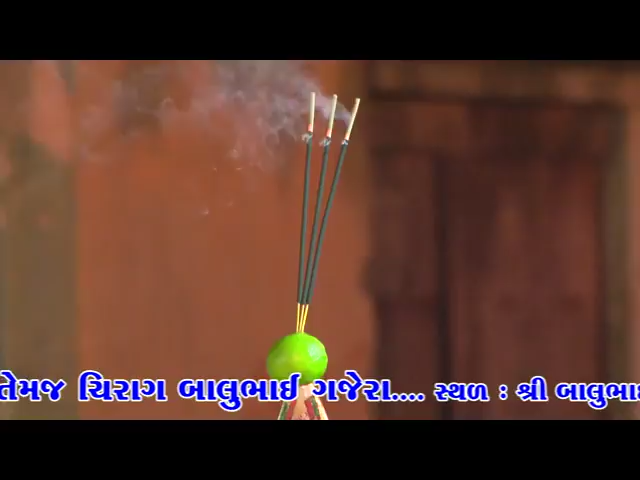 તેમજ ચિરાગ બાલુભાઈ ગજેરા.... સ્થળ : શ્રી બાલુભાઈ